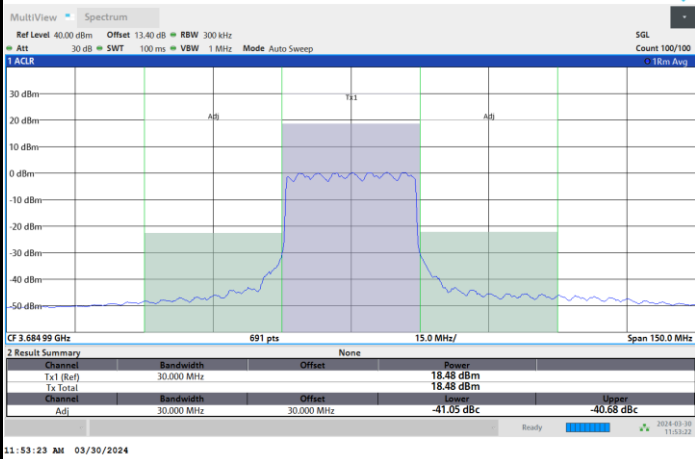 MultiView Spectrum
Ref Level 40.00 dBm Offset 13.40 dB RBW 300 kHz SGL
Att 30 dB SWT 100 ms VBW 1 MHz Mode Auto Sweep Count 100/100
1 ACLR 1Rm Avg
30 dBm
Tx1
20 dBm Adj Adj
10 dBm
0 dBm
-10 dBm
-20 dBm
-30 dBm
-40 dBm
-50 dBm
CF 3.684 99 GHz 691 pts 15.0 MHz/ Span 150.0 MHz
2 Result Summary None
Channel Bandwidth Offset Power
Tx1 (Ref) 30.000 MHz 18.48 dBm
Tx Total 18.48 dBm
Channel Bandwidth Offset Lower Upper
Adj 30.000 MHz 30.000 MHz -41.05 dBc -40.68 dBc
Ready 2024-03-30
11:53:22
11:53:23 AM 03/30/2024